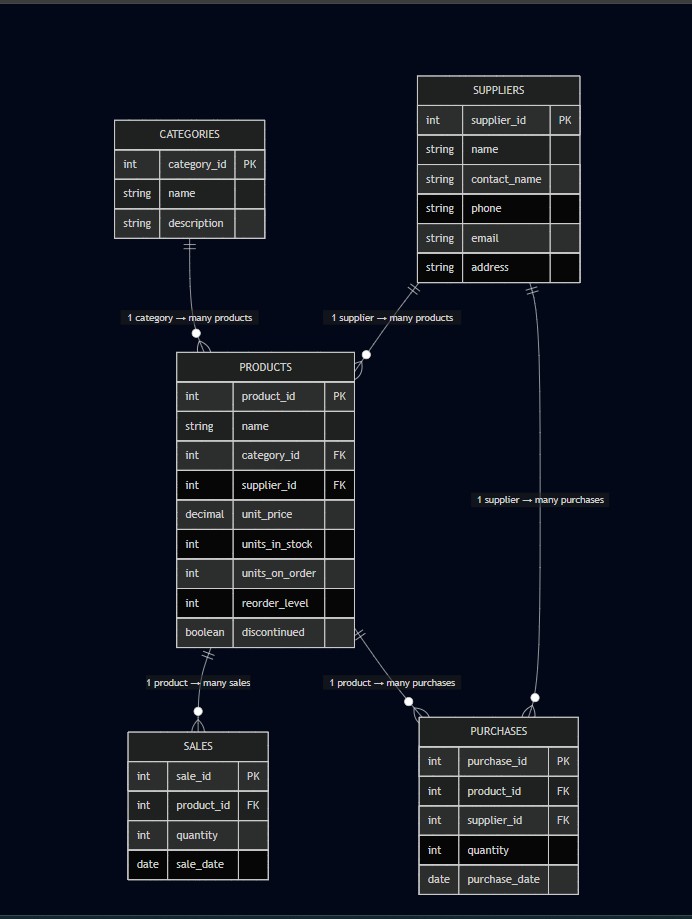 SUPPLIERS
int supplier_id PK
string name
string contact_name
string phone
string email
string address
CATEGORIES
int category_id PK
string name
string description
1 category → many products
1 supplier → many products
PRODUCTS
int product_id PK
string name
int category_id FK
int supplier_id FK
decimal unit_price
int units_in_stock
int units_on_order
int reorder_level
boolean discontinued
1 supplier → many purchases
1 product → many sales
1 product → many purchases
SALES
int sale_id PK
int product_id FK
int quantity
date sale_date
PURCHASES
int purchase_id PK
int product_id FK
int supplier_id FK
int quantity
date purchase_date